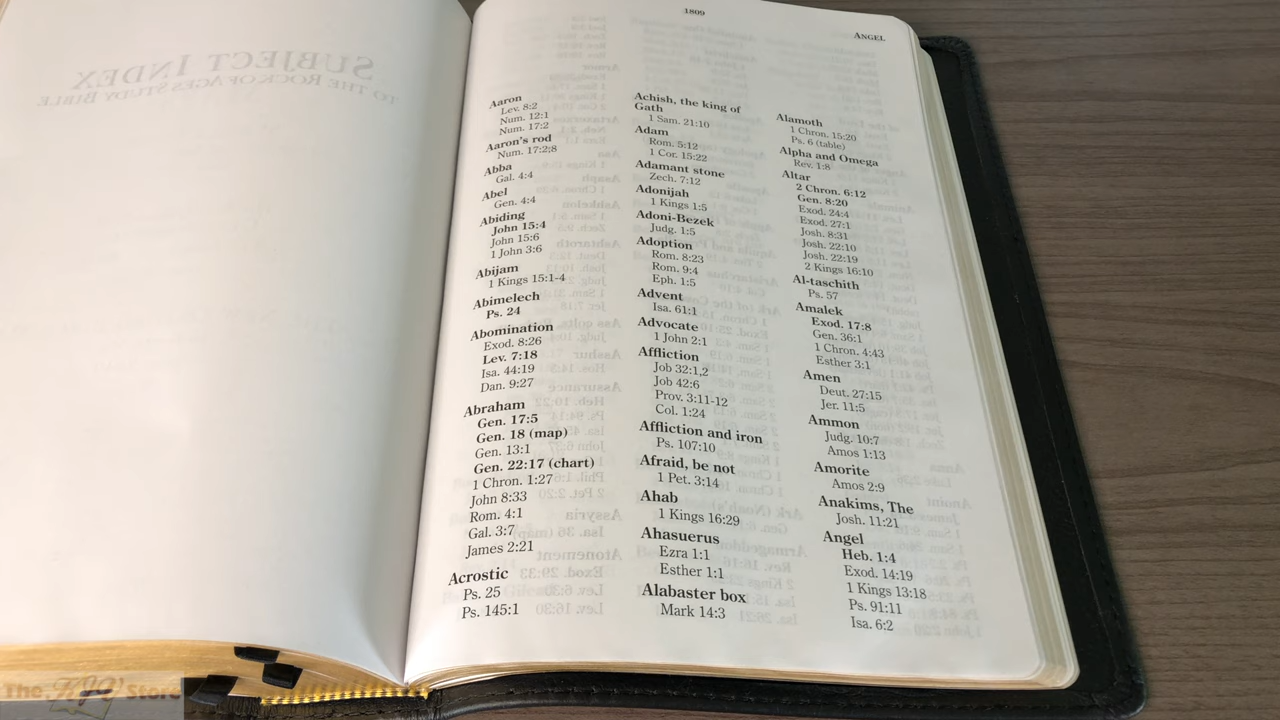 1809
ANGEL
SUBJECT INDEX
TO THE ROCK OF AGES STUDY BIBLE
Aaron
Lev. 8:2
Num. 12:1
Num. 17:2
Aaron's rod
Num. 17:2;8
Abba
Gal. 4:4
Abel
Gen. 4:4
Abiding
John 15:4
John 15:6
1 John 3:6
Abijam
1 Kings 15:1-4
Abimelech
Ps. 24
Abomination
Exod. 8:26
Lev. 7:18
Isa. 44:19
Dan. 9:27
Abraham
Gen. 17:5
Gen. 18 (map)
Gen. 13:1
Gen. 22:17 (chart)
1 Chron. 1:27
John 8:33
Rom. 4:1
Gal. 3:7
James 2:21
Acrostic
Ps. 25
Ps. 145:1
Achish, the king of
Gath
1 Sam. 21:10
Adam
Rom. 5:12
1 Cor. 15:22
Adamant stone
Zech. 7:12
Adonijah
1 Kings 1:5
Adoni-Bezek
Judg. 1:5
Adoption
Rom. 8:23
Rom. 9:4
Eph. 1:5
Advent
Isa. 61:1
Advocate
1 John 2:1
Affliction
Job 32:1,2
Job 42:6
Prov. 3:11-12
Col. 1:24
Affliction and iron
Ps. 107:10
Afraid, be not
1 Pet. 3:14
Ahab
1 Kings 16:29
Ahasuerus
Ezra 1:1
Esther 1:1
Alabaster box
Mark 14:3
Alamoth
1 Chron. 15:20
Ps. 6 (table)
Alpha and Omega
Rev. 1:8
Altar
2 Chron. 6:12
Gen. 8:20
Exod. 24:4
Exod. 27:1
Josh. 8:31
Josh. 22:10
Josh. 22:19
2 Kings 16:10
Al-taschith
Ps. 57
Amalek
Exod. 17:8
Gen. 36:1
1 Chron. 4:43
Esther 3:1
Amen
Deut. 27:15
Jer. 11:5
Ammon
Judg. 10:7
Amos 1:13
Amorite
Amos 2:9
Anakims, The
Josh. 11:21
Angel
Heb. 1:4
Exod. 14:19
1 Kings 13:18
Ps. 91:11
Isa. 6:2
The KJV Store